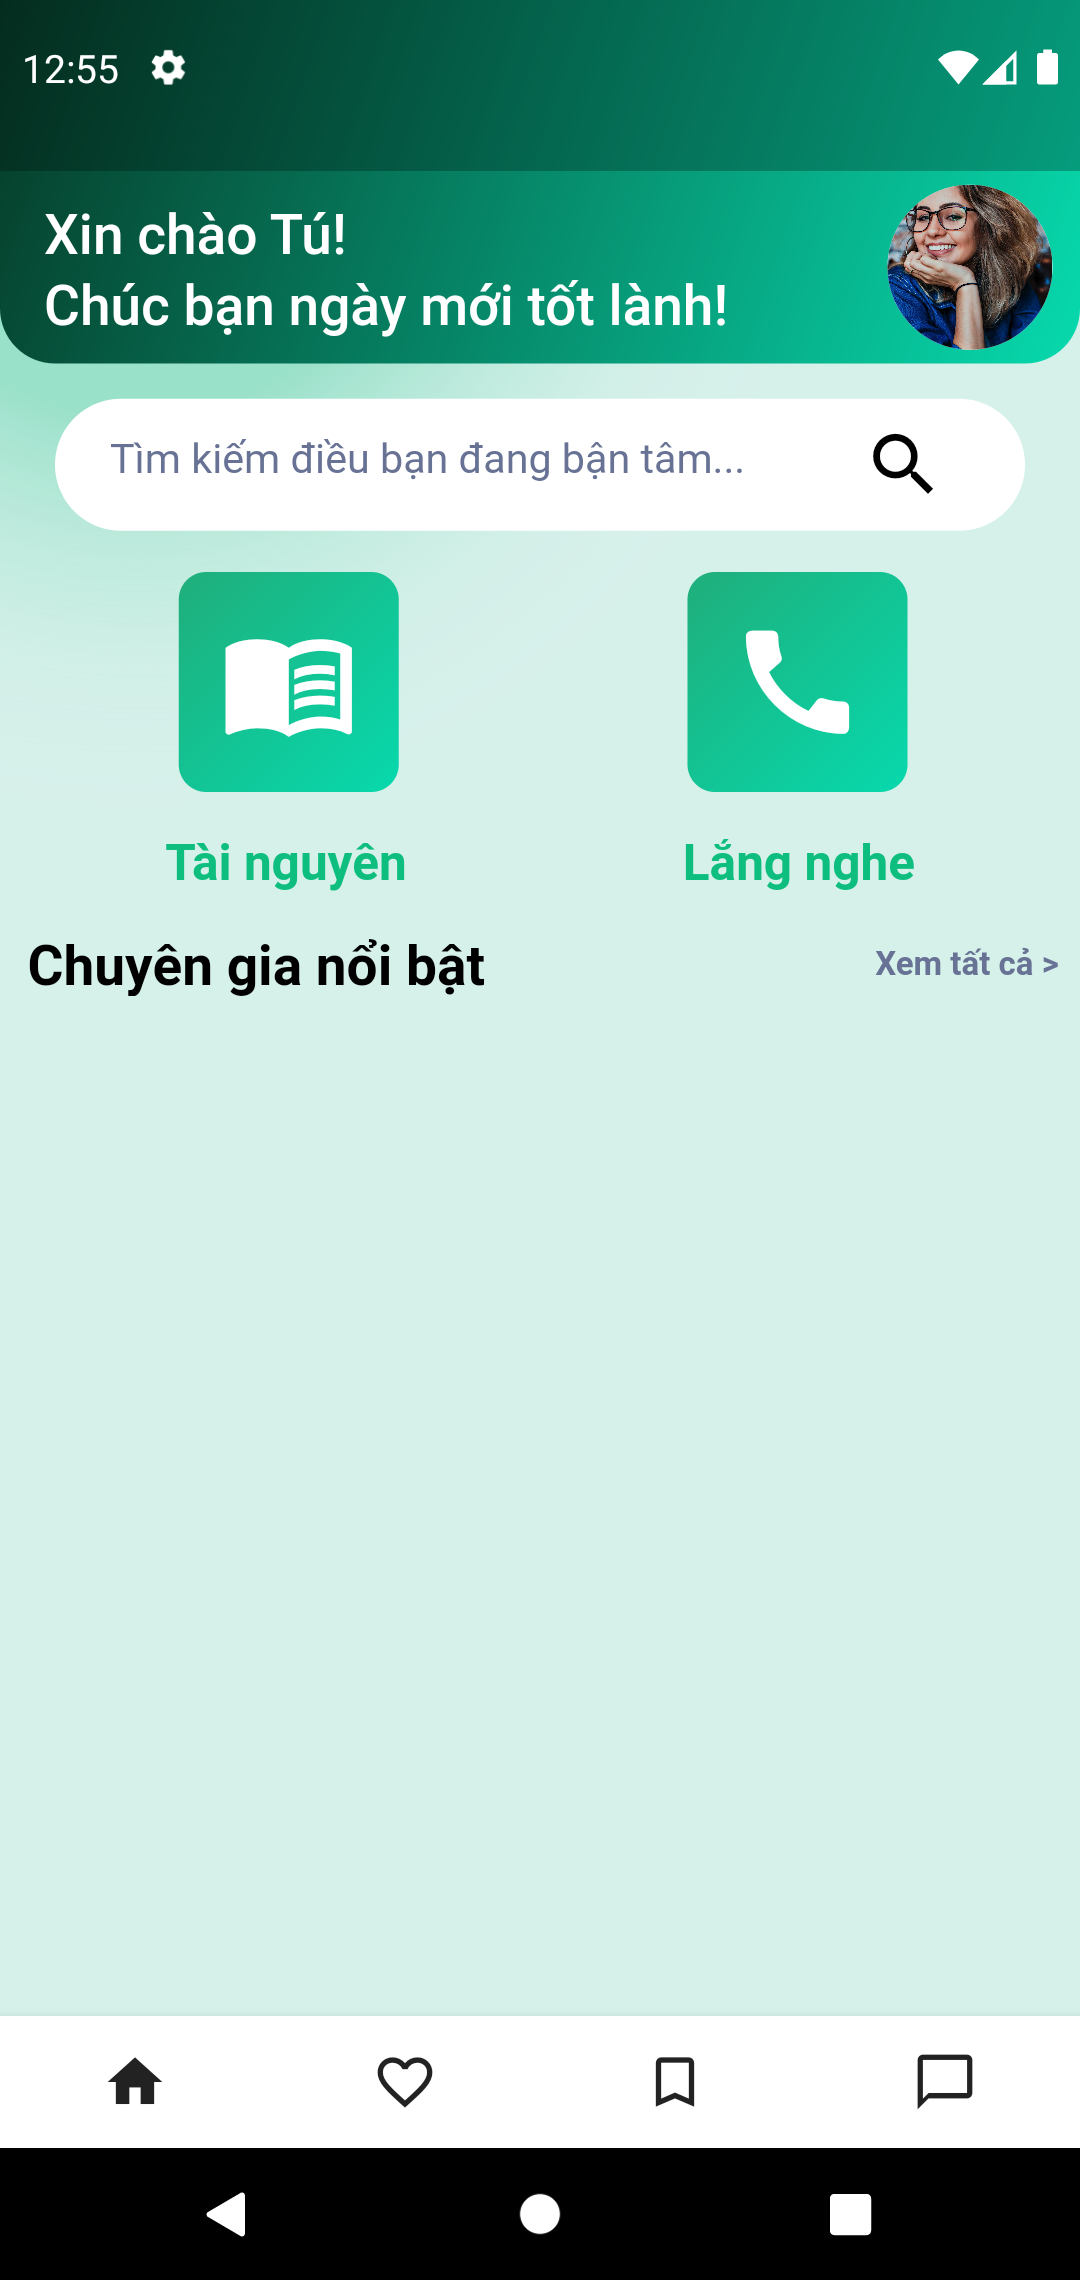 12:55
Xin chào Tú!
Chúc bạn ngày mới tốt lành!
Tìm kiếm điều bạn đang bận tâm...
Tài nguyên
Lắng nghe
Chuyên gia nổi bật
Xem tất cả >